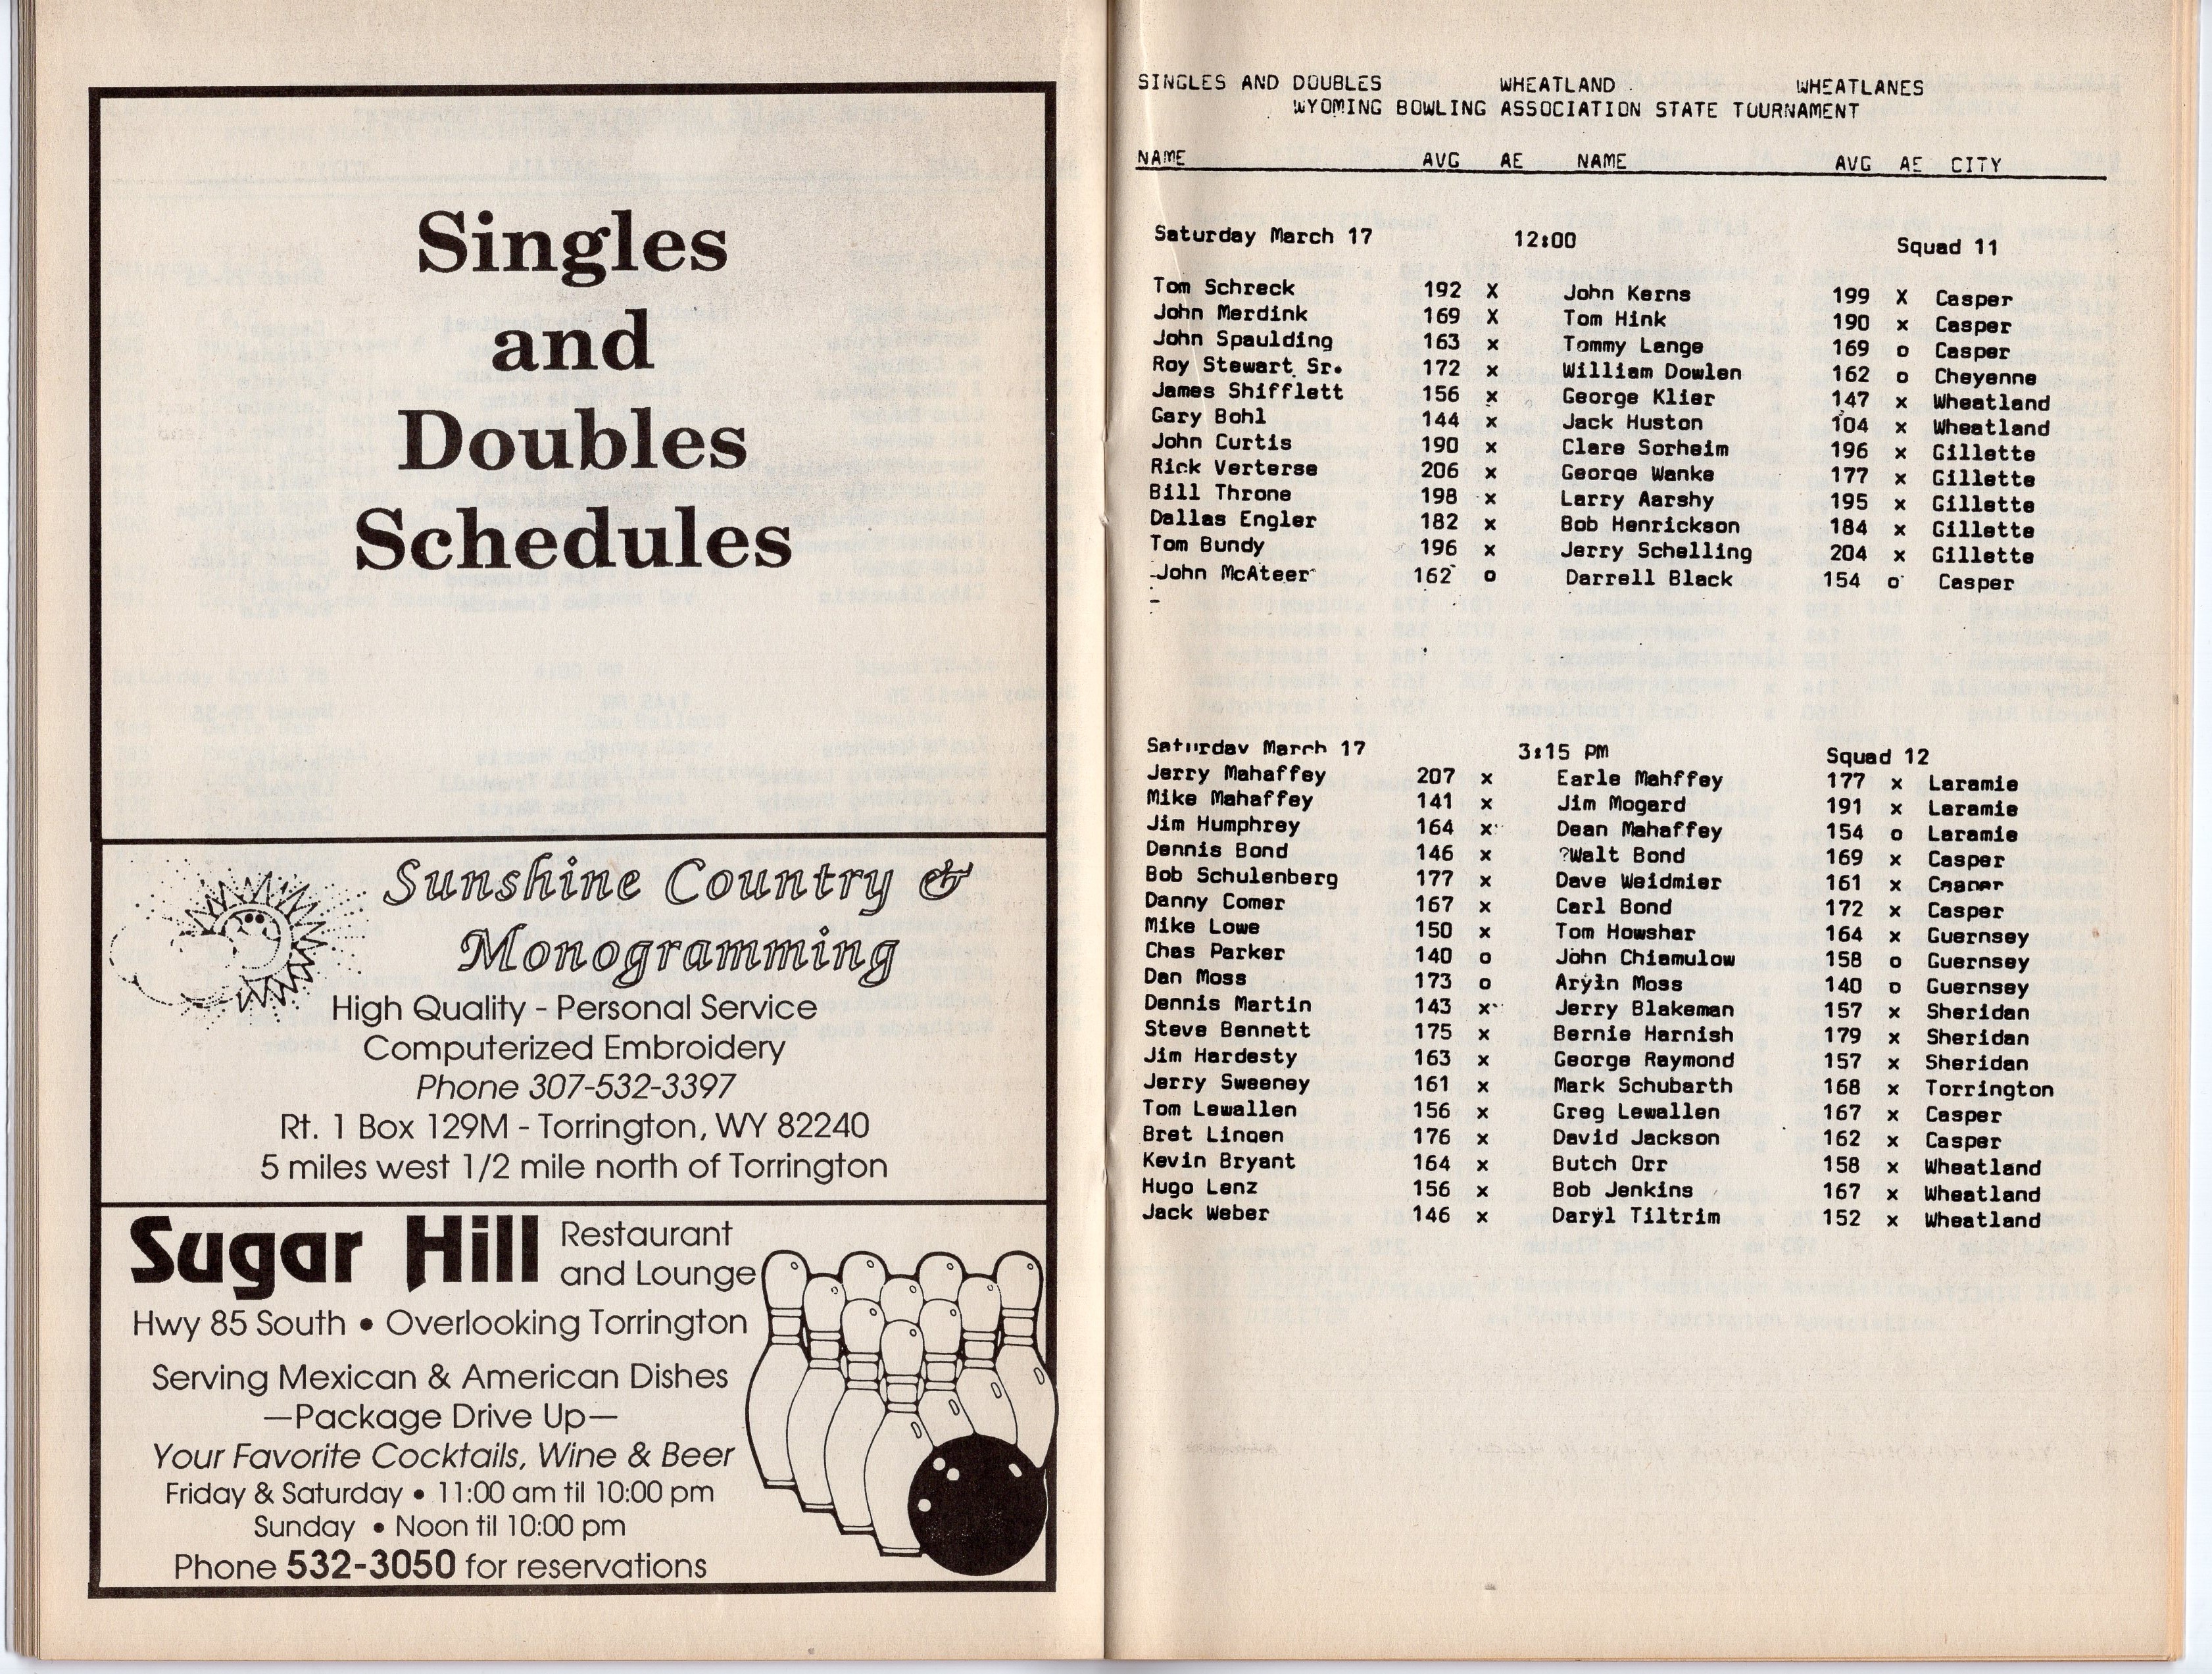 Singles
and
Doubles
Schedules
Sunshine Country &
Monogramming
High Quality - Personal Service
Computerized Embroidery
Phone 307-532-3397
Rt. 1 Box 129M - Torrington, WY 82240
5 miles west 1/2 mile north of Torrington
Sugar Hill Restaurant
and Lounge
Hwy 85 South • Overlooking Torrington
Serving Mexican & American Dishes
—Package Drive Up—
Your Favorite Cocktails, Wine & Beer
Friday & Saturday • 11:00 am til 10:00 pm
Sunday • Noon til 10:00 pm
Phone 532-3050 for reservations
SINGLES AND DOUBLES WHEATLAND WHEATLANES
WYOMING BOWLING ASSOCIATION STATE TOURNAMENT
NAME AVG AE NAME AVG AE CITY
Saturday March 17 12:00 Squad 11
Tom Schreck 192 X John Kerns 199 X Casper
John Merdink 169 X Tom Hink 190 x Casper
John Spaulding 163 x Tommy Lange 169 o Casper
Roy Stewart Sr. 172 x William Dowlen 162 o Cheyenne
James Shifflett 156 x George Klier 147 x Wheatland
Gary Bohl 144 x Jack Huston 104 x Wheatland
John Curtis 190 x Clare Sorheim 196 x Gillette
Rick Verterse 206 x George Wanke 177 x Gillette
Bill Throne 198 x Larry Aarshy 195 x Gillette
Dallas Engler 182 x Bob Henrickson 184 x Gillette
Tom Bundy 196 x Jerry Schelling 204 x Gillette
John McAteer 162 o Darrell Black 154 o Casper
Saturday March 17 3:15 PM Squad 12
Jerry Mahaffey 207 x Earle Mahffey 177 x Laramie
Mike Mahaffey 141 x Jim Mogard 191 x Laramie
Jim Humphrey 164 x Dean Mahaffey 154 o Laramie
Dennis Bond 146 x ?Walt Bond 169 x Casper
Bob Schulenberg 177 x Dave Weidmier 161 x Casper
Danny Comer 167 x Carl Bond 172 x Casper
Mike Lowe 150 x Tom Howshar 164 x Guernsey
Chas Parker 140 o John Chiamulow 158 o Guernsey
Dan Moss 173 o Aryln Moss 140 o Guernsey
Dennis Martin 143 x Jerry Blakeman 157 x Sheridan
Steve Bennett 175 x Bernie Harnish 179 x Sheridan
Jim Hardesty 163 x George Raymond 157 x Sheridan
Jerry Sweeney 161 x Mark Schubarth 168 x Torrington
Tom Lewallen 156 x Greg Lewallen 167 x Casper
Bret Lingen 176 x David Jackson 162 x Casper
Kevin Bryant 164 x Butch Orr 158 x Wheatland
Hugo Lenz 156 x Bob Jenkins 167 x Wheatland
Jack Weber 146 x Daryl Tiltrim 152 x Wheatland